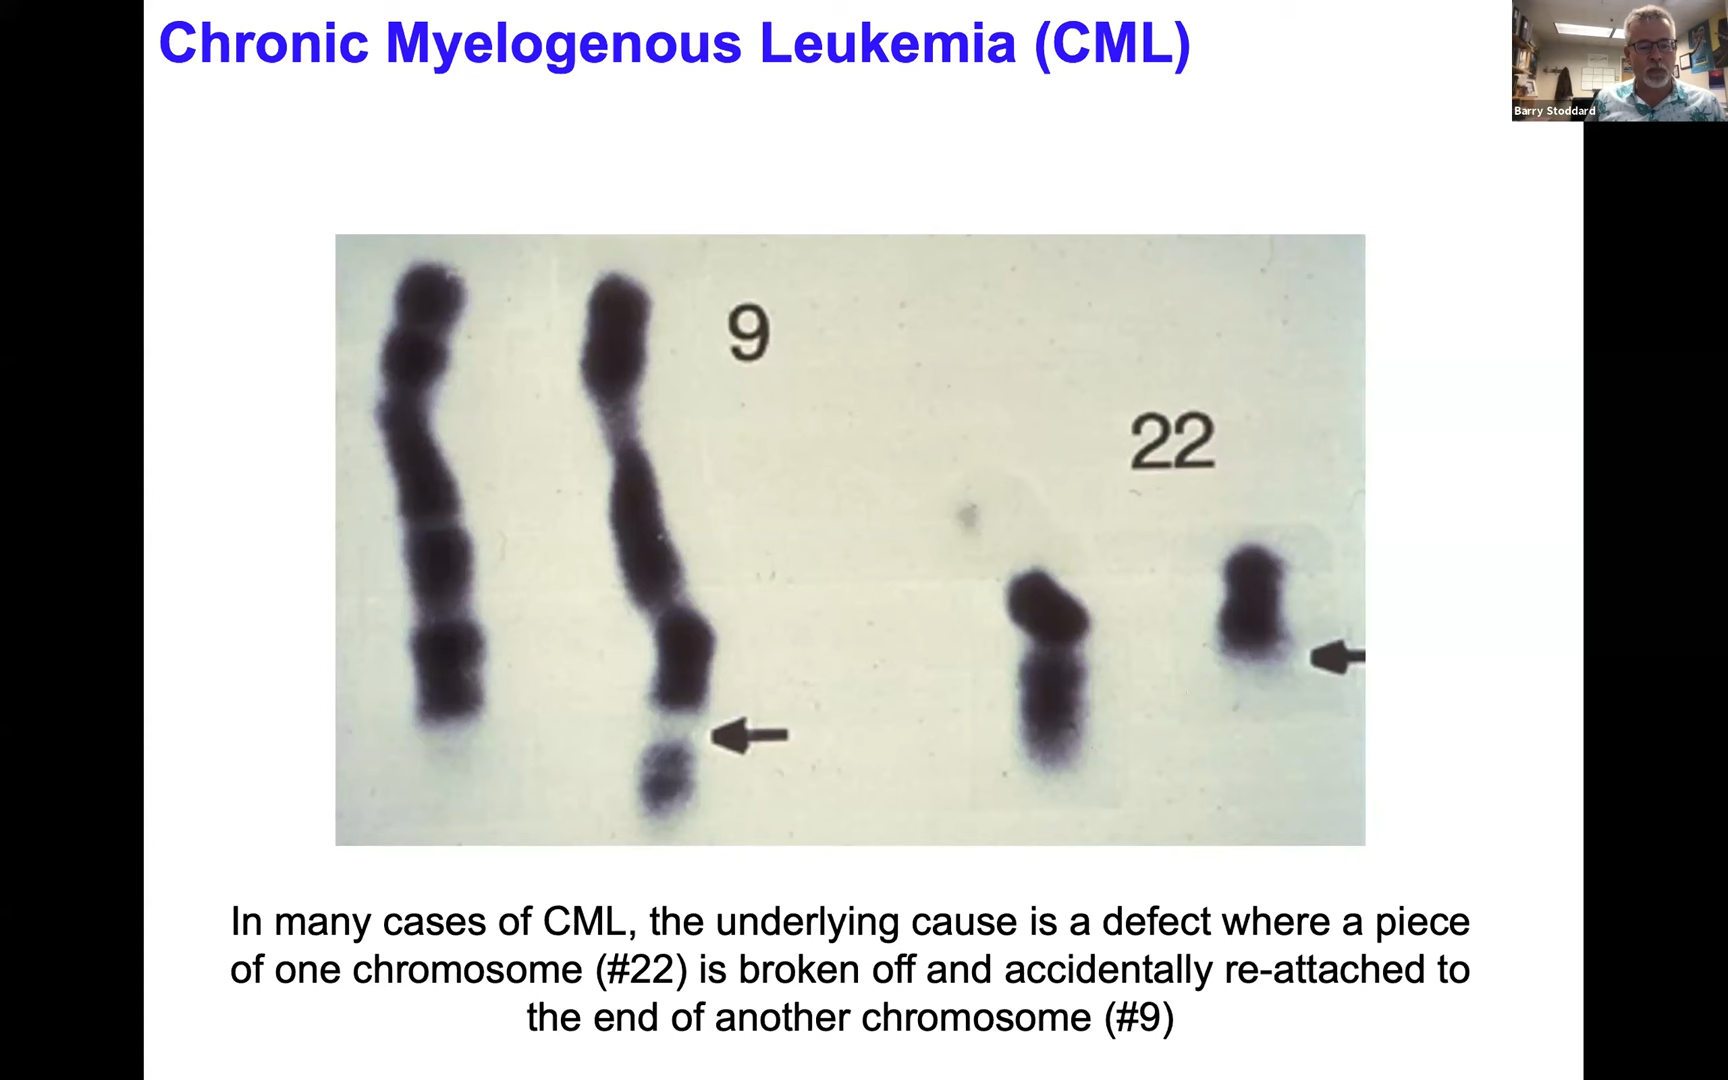 Chronic Myelogenous Leukemia (CML)
Barry Stoddard
9
22
In many cases of CML, the underlying cause is a defect where a piece
of one chromosome (#22) is broken off and accidentally re-attached to
the end of another chromosome (#9)